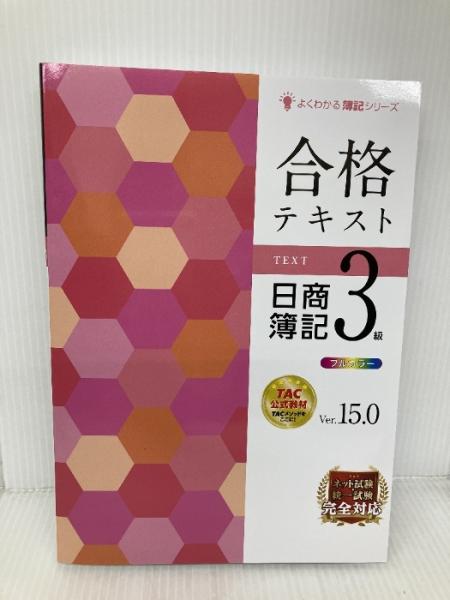 よくわかる簿記シリーズ
合格
テキスト
TEXT
日商
簿記
3級
フルカラー
TAC
公式教材
TACメソッドを
ここに!
Ver.15.0
ネット試験
統一試験
完全対応